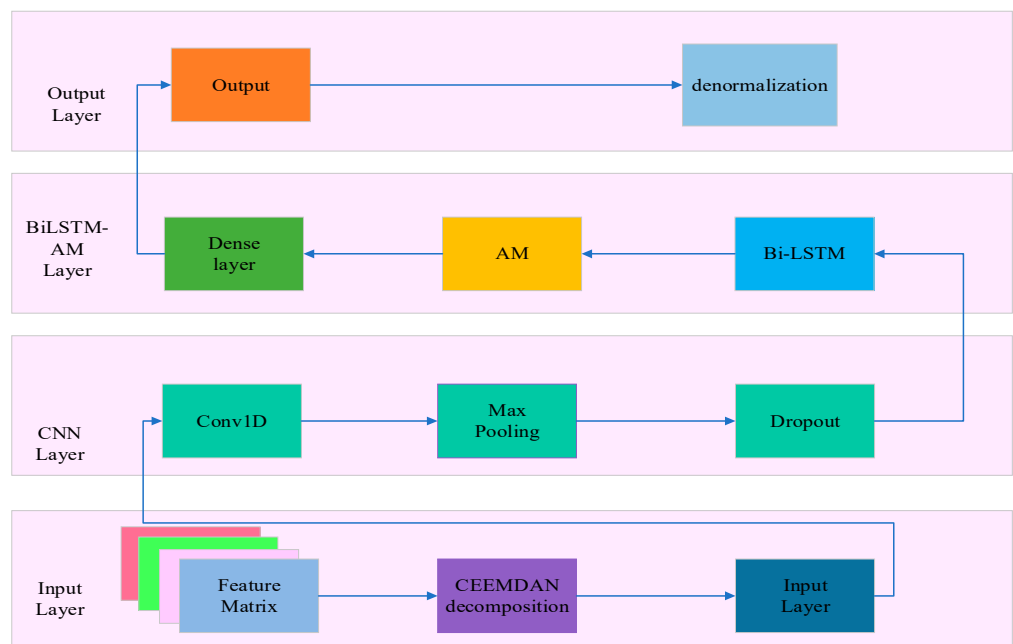 Output
Layer
Output
denormalization
BiLSTM-
AM
Layer
Dense
layer
AM
Bi-LSTM
CNN
Layer
Conv1D
Max
Pooling
Dropout
Input
Layer
Feature
Matrix
CEEMDAN
decomposition
Input
Layer